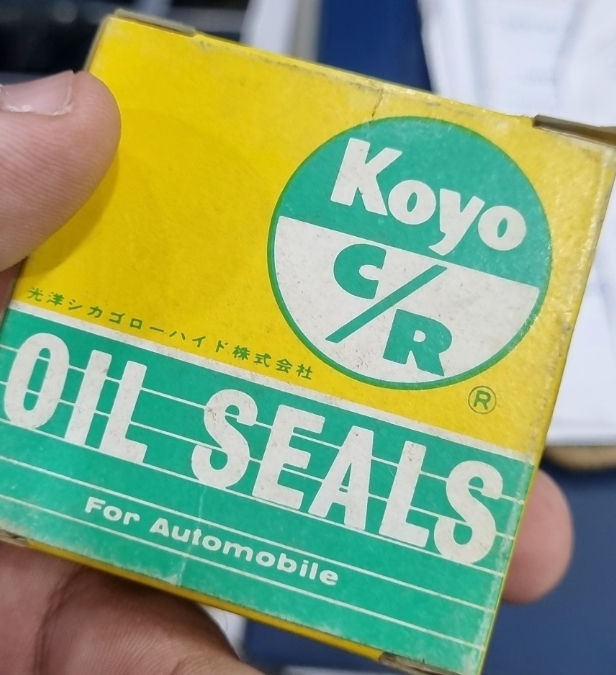 Koyo
C/R
®
光洋シカゴローハイド株式会社
OIL SEALS
For Automobile